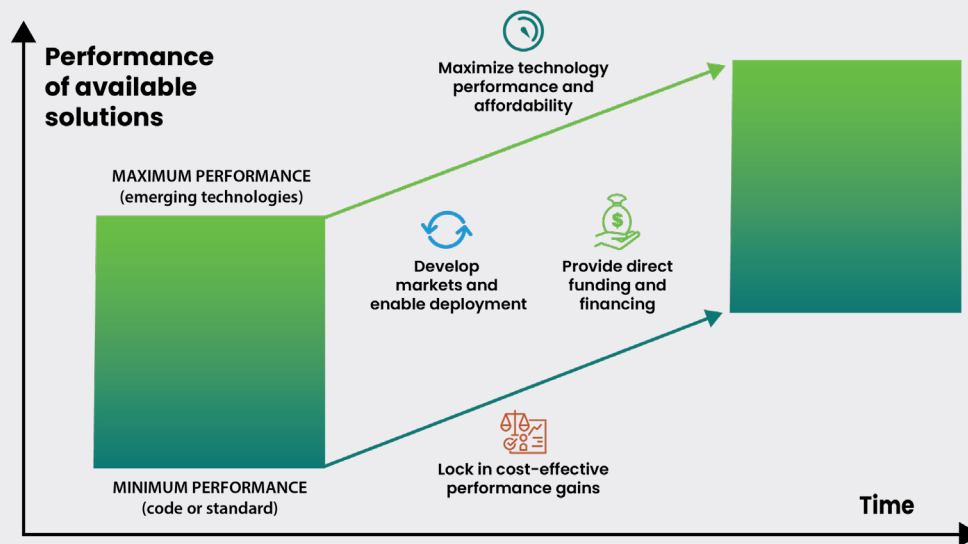 Performance
of available
solutions
Maximize technology
performance and
affordability
MAXIMUM PERFORMANCE
(emerging technologies)
Develop
markets and
enable deployment
$
Provide direct
funding and
financing
Lock in cost-effective
performance gains
MINIMUM PERFORMANCE
(code or standard)
Time